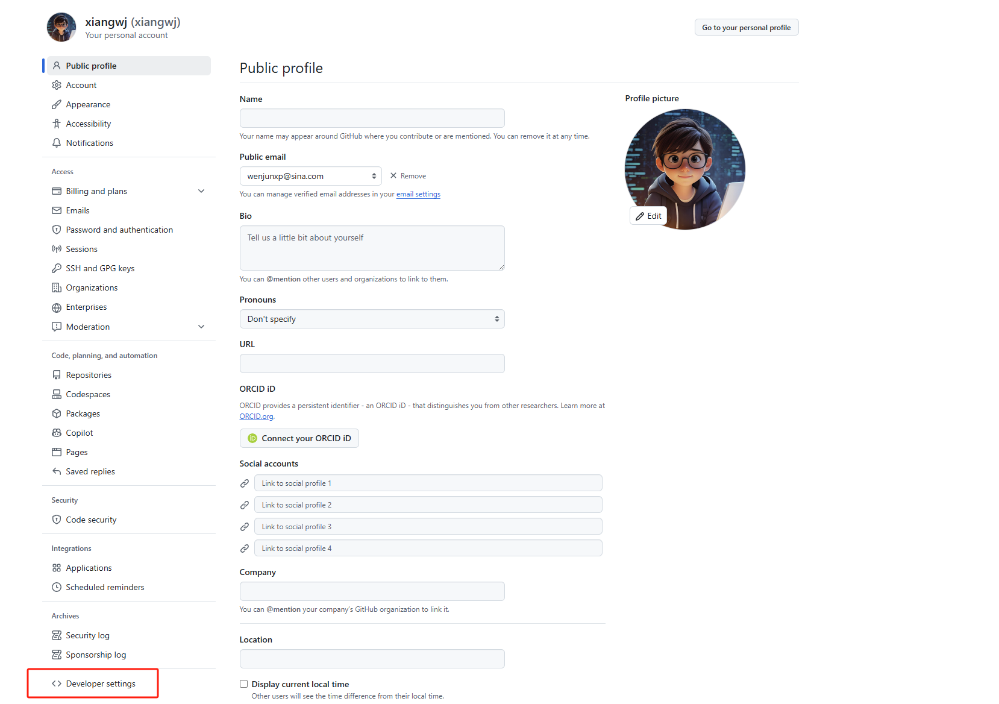 xiangwj (xiangwj)
Your personal account
Go to your personal profile
Public profile
Account
Appearance
Accessibility
Notifications
Access
Billing and plans
Emails
Password and authentication
Sessions
SSH and GPG keys
Organizations
Enterprises
Moderation
Code, planning, and automation
Repositories
Codespaces
Packages
Copilot
Pages
Saved replies
Security
Code security
Integrations
Applications
Scheduled reminders
Archives
Security log
Sponsorship log
Developer settings
Public profile
Name
Your name may appear around GitHub where you contribute or are mentioned. You can remove it at any time.
Public email
wenjunxp@sina.com
Remove
You can manage verified email addresses in your email settings
Bio
Tell us a little bit about yourself
You can @mention other users and organizations to link to them.
Pronouns
Don't specify
URL
ORCID iD
ORCID provides a persistent identifier - an ORCID iD - that distinguishes you from other researchers. Learn more at
ORCID.org.
iD Connect your ORCID iD
Social accounts
Link to social profile 1
Link to social profile 2
Link to social profile 3
Link to social profile 4
Company
You can @mention your company's GitHub organization to link it.
Location
Display current local time
Other users will see the time difference from their local time.
Profile picture
Edit